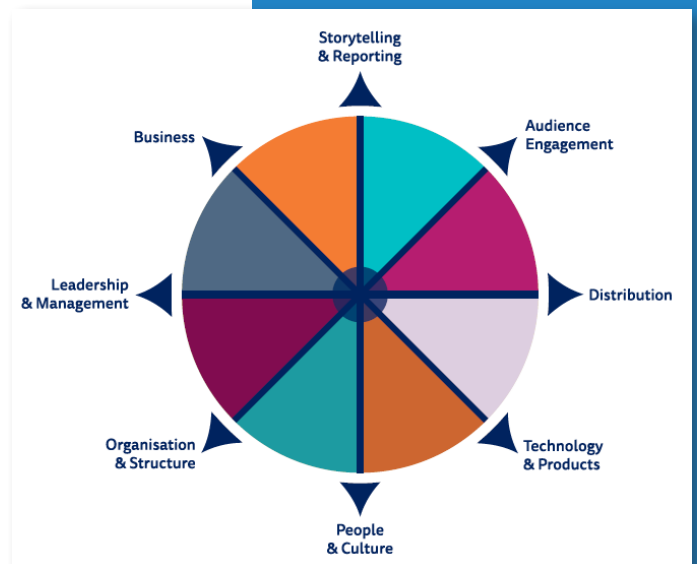 Storytelling
& Reporting
Audience
Engagement
Distribution
Technology
& Products
People
& Culture
Organisation
& Structure
Leadership
& Management
Business